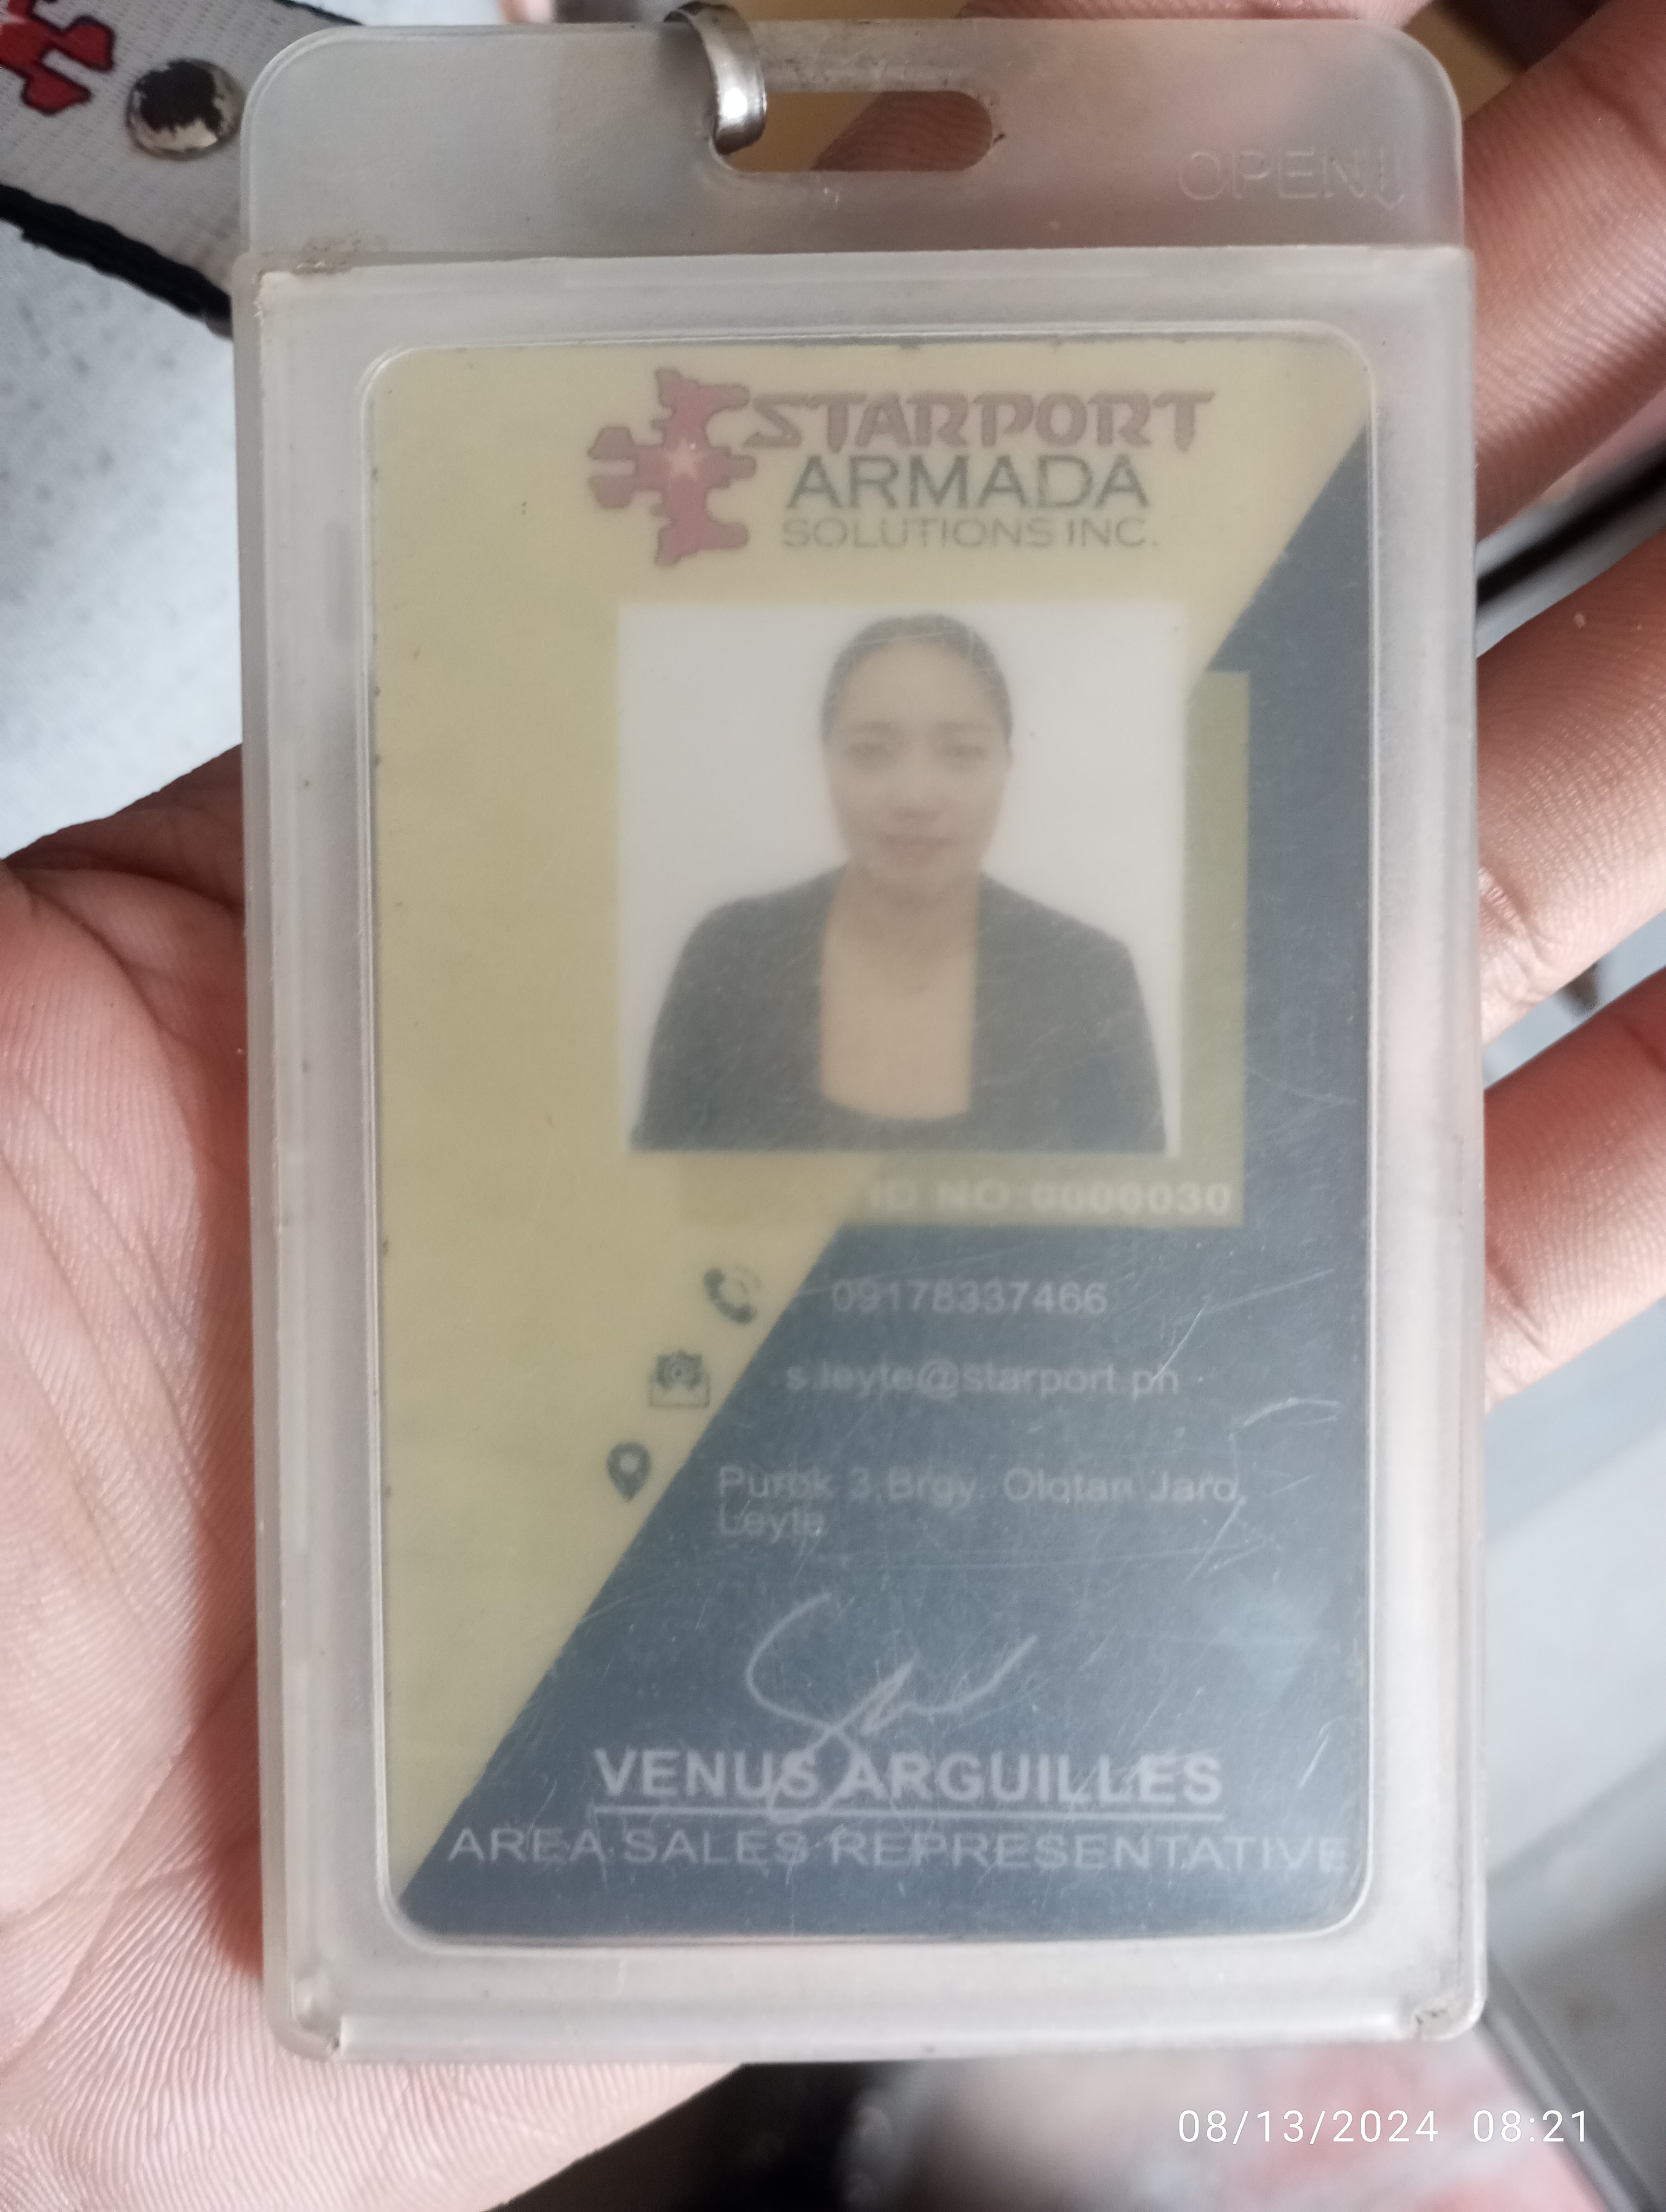 OPEN
STARPORT
ARMADA
SOLUTIONS INC.
ID NO:0000030
09178337466
s.leyte@starport.ph
Purok 3,Brgy. Olotan Jaro,
Leyte
VENUS ARGUILLES
AREA SALES REPRESENTATIVE
08/13/2024 08:21